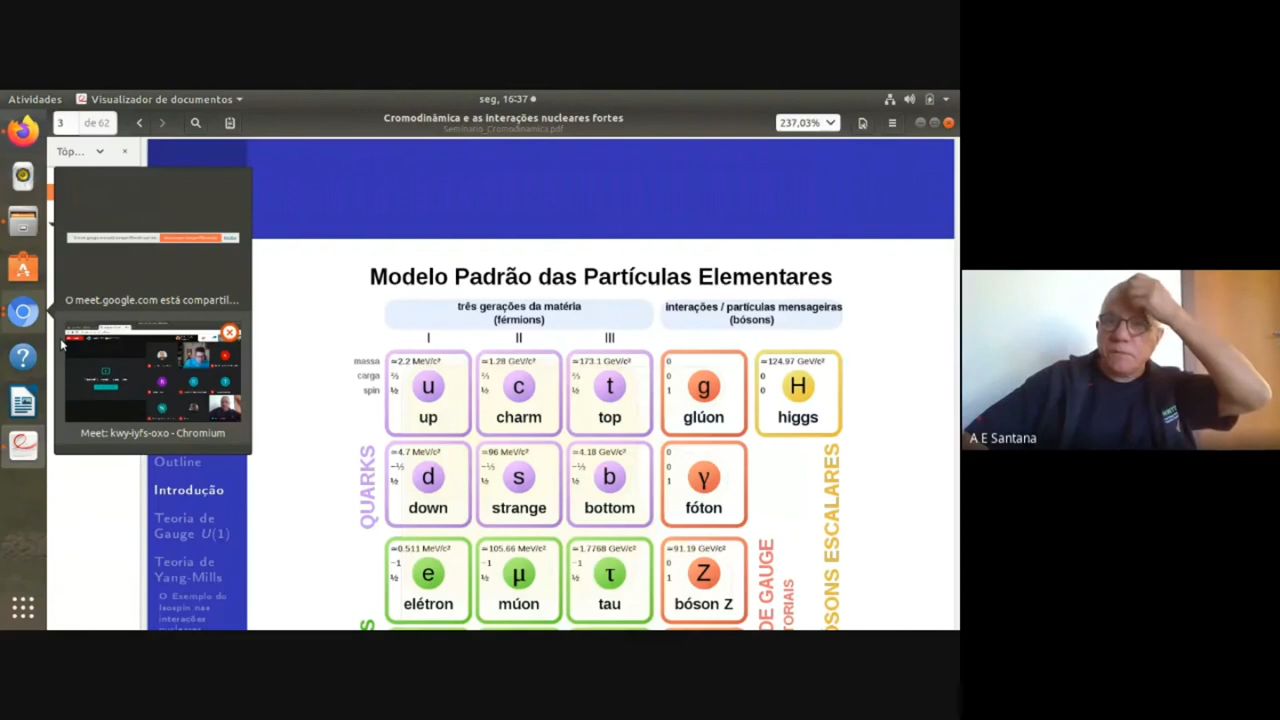 Atividades
Visualizador de documentos
seg, 16:37
3
de 62
Cromodinâmica e as interações nucleares fortes
Seminario_Cromodinamica.pdf
237,03%
Tóp...
O meet.google.com está compartil...
Meet: kwy-iyfs-oxo - Chromium
Outline
Introdução
Teoria de
Gauge U(1)
Teoria de
Yang-Mills
O Exemplo do
Isospin nas
interações
nucleares
Modelo Padrão das Partículas Elementares
três gerações da matéria
(férmions)
interações / partículas mensageiras
(bósons)
I II III
massa
carga
spin
≃2.2 MeV/c²
⅔
½
u
up
≃1.28 GeV/c²
⅔
½
c
charm
≃173.1 GeV/c²
⅔
½
t
top
0
0
1
g
glúon
≃124.97 GeV/c²
0
0
H
higgs
QUARKS
≃4.7 MeV/c²
−⅓
½
d
down
≃96 MeV/c²
−⅓
½
s
strange
≃4.18 GeV/c²
−⅓
½
b
bottom
0
0
1
γ
fóton
≃0.511 MeV/c²
−1
½
e
elétron
≃105.66 MeV/c²
−1
½
μ
múon
≃1.7768 GeV/c²
−1
½
τ
tau
≃91.19 GeV/c²
0
1
Z
bóson Z
S
DE GAUGE
TORIAIS
OSONS ESCALARES
A E Santana